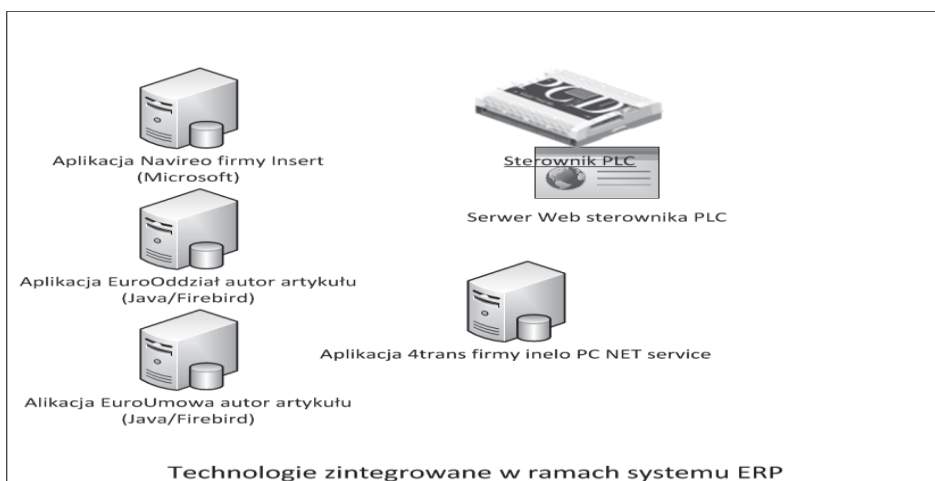 Aplikacja Navireo firmy Insert
(Microsoft)
Aplikacja EuroOddział autor artykułu
(Java/Firebird)
Alikacja EuroUmowa autor artykułu
(Java/Firebird)
PCD
Sterownik PLC
Serwer Web sterownika PLC
Aplikacja 4trans firmy inelo PC NET service
Technologie zintegrowane w ramach systemu ERP